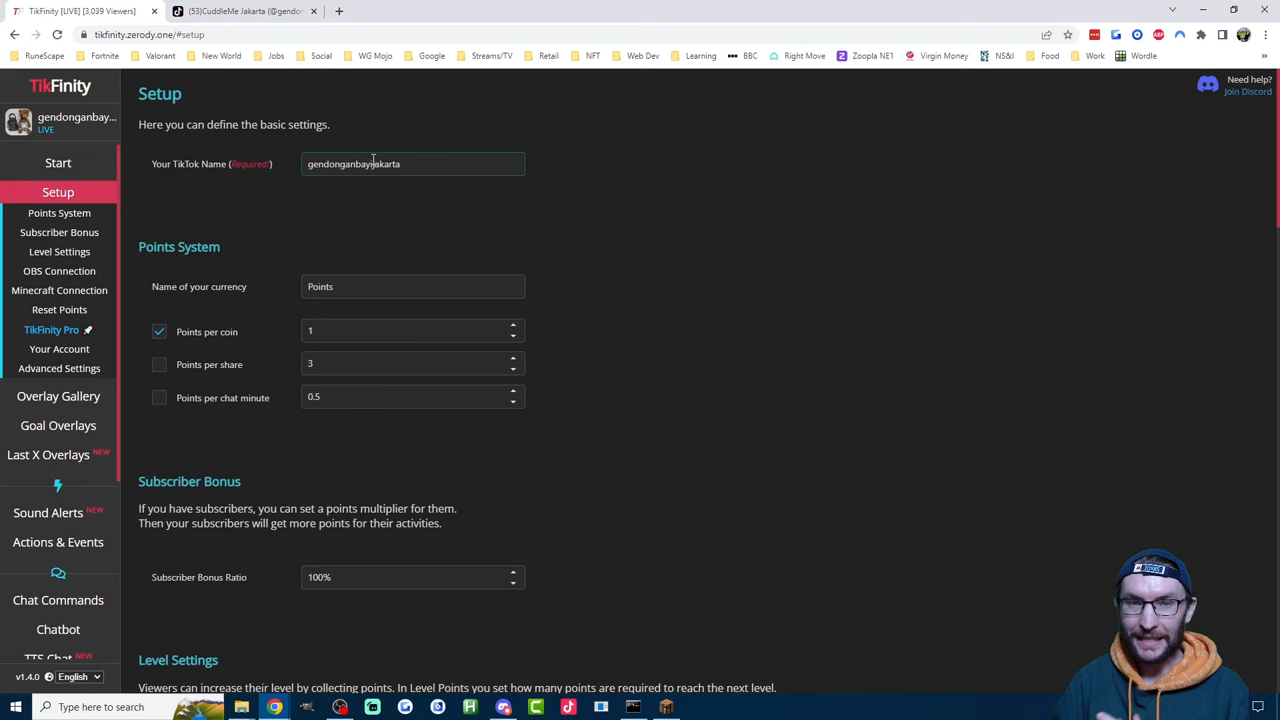 TikFinity [LIVE] [3,039 Viewers]
(53)CuddleMe Jakarta (@gendon
tikfinity.zerody.one/#setup
RuneScape Fortnite Valorant New World Jobs Social WG Mojo Google Streams/TV Retail NFT Web Dev Learning BBC Right Move Zoopla NE1 Virgin Money NS&I Food Work Wordle
TikFinity
gendonganbay...
LIVE
Start
Setup
Points System
Subscriber Bonus
Level Settings
OBS Connection
Minecraft Connection
Reset Points
TikFinity Pro
Your Account
Advanced Settings
Overlay Gallery
Goal Overlays
Last X Overlays NEW
Sound Alerts NEW
Actions & Events
Chat Commands
Chatbot
TTS Chat NEW
v1.4.0 English
Setup
Here you can define the basic settings.
Your TikTok Name (Required!)
gendonganbayijakarta
Points System
Name of your currency
Points
Points per coin
1
Points per share
3
Points per chat minute
0.5
Subscriber Bonus
If you have subscribers, you can set a points multiplier for them.
Then your subscribers will get more points for their activities.
Subscriber Bonus Ratio
100%
Level Settings
Viewers can increase their level by collecting points. In Level Points you set how many points are required to reach the next level.
Need help?
Join Discord
Type here to search